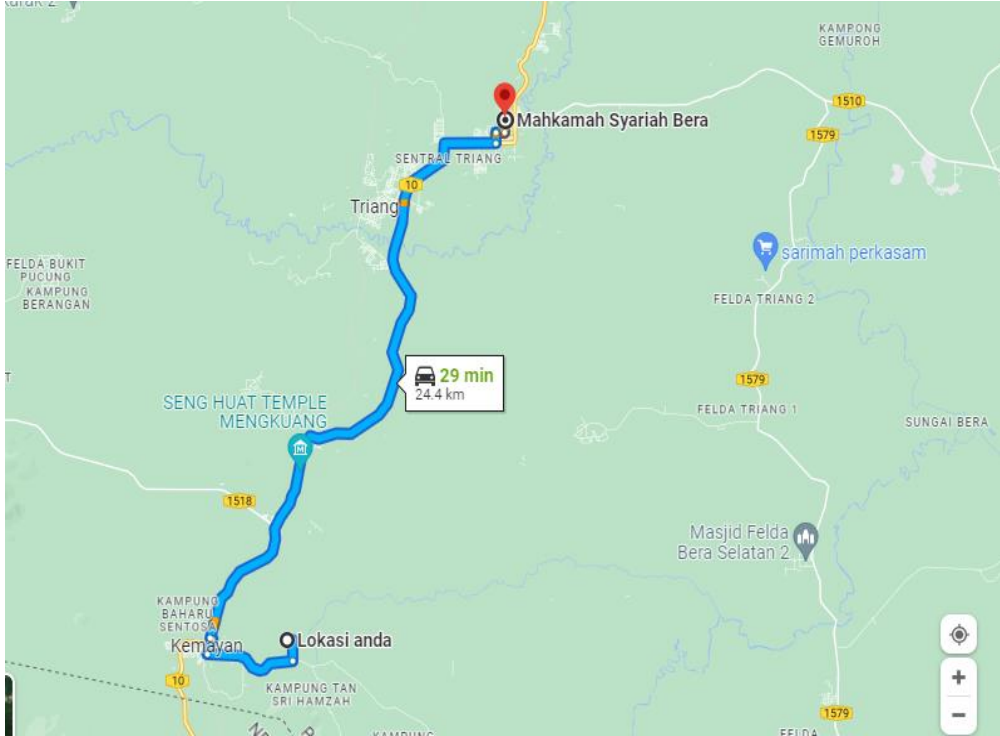 KAMPONG
GEMUROH
1510
Mahkamah Syariah Bera
1579
SENTRAL TRIANG
10
Triang
sarimah perkasam
FELDA BUKIT
PUCUNG
KAMPUNG
BERANGAN
FELDA TRIANG 2
29 min
24.4 km
1579
SENG HUAT TEMPLE
MENGKUANG
FELDA TRIANG 1
SUNGAI BERA
1518
Masjid Felda
Bera Selatan 2
KAMPUNG
BAHARU
SENTOSA
Kemayan
Lokasi anda
10
KAMPUNG TAN
SRI HAMZAH
1579
KAMPUNG
FELDA